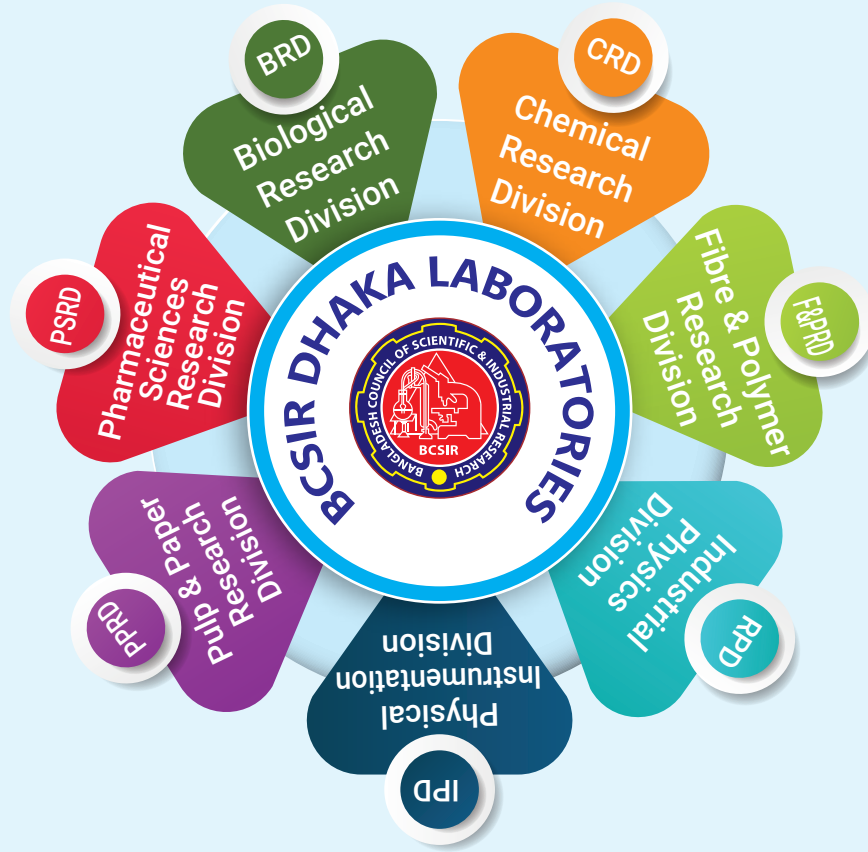 BCSIR DHAKA LABORATORIES
BANGLADESH COUNCIL OF SCIENTIFIC & INDUSTRIAL RESEARCH
BCSIR
BRD
Biological
Research
Division
CRD
Chemical
Research
Division
F&PRD
Fibre & Polymer
Research
Division
RPD
Industrial
Physics
Division
IPD
Physical
Instrumentation
Division
PPRD
Pulp & Paper
Research
Division
PSRD
Pharmaceutical
Sciences
Research
Division